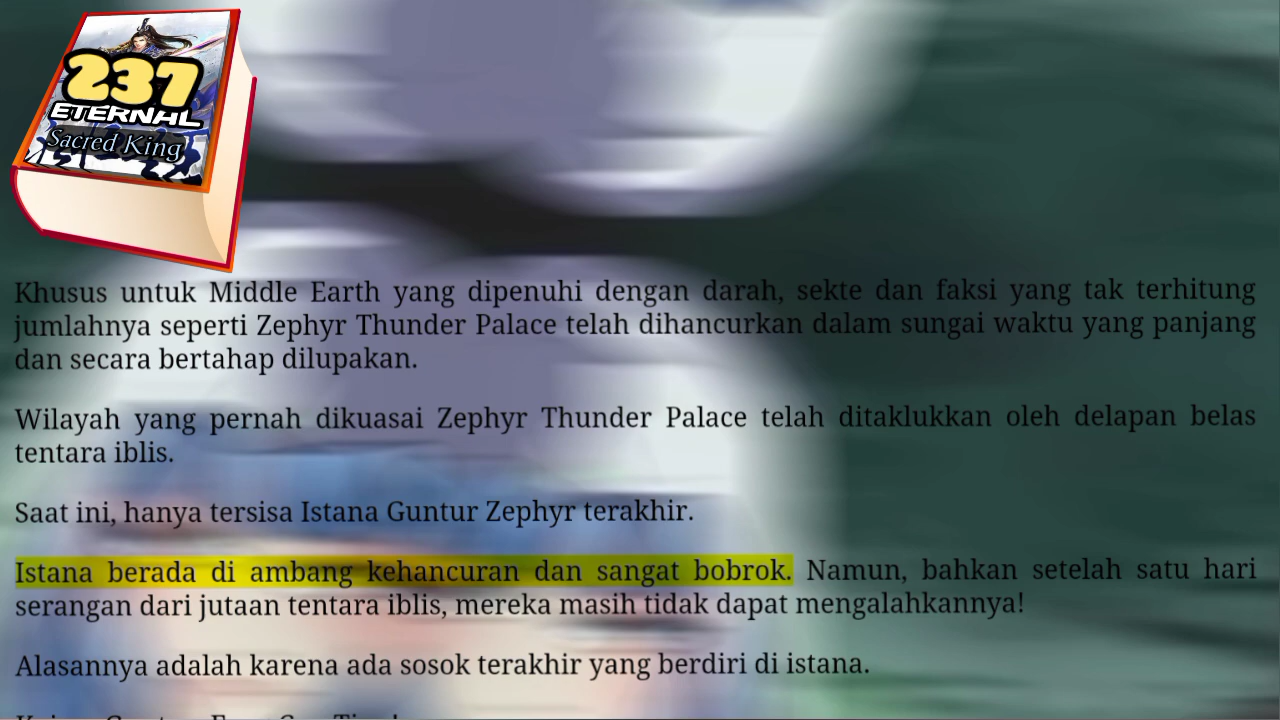 237
ETERNAL
Sacred King
Khusus untuk Middle Earth yang dipenuhi dengan darah, sekte dan faksi yang tak terhitung
jumlahnya seperti Zephyr Thunder Palace telah dihancurkan dalam sungai waktu yang panjang
dan secara bertahap dilupakan.
Wilayah yang pernah dikuasai Zephyr Thunder Palace telah ditaklukkan oleh delapan belas
tentara iblis.
Saat ini, hanya tersisa Istana Guntur Zephyr terakhir.
Istana berada di ambang kehancuran dan sangat bobrok. Namun, bahkan setelah satu hari
serangan dari jutaan tentara iblis, mereka masih tidak dapat mengalahkannya!
Alasannya adalah karena ada sosok terakhir yang berdiri di istana.